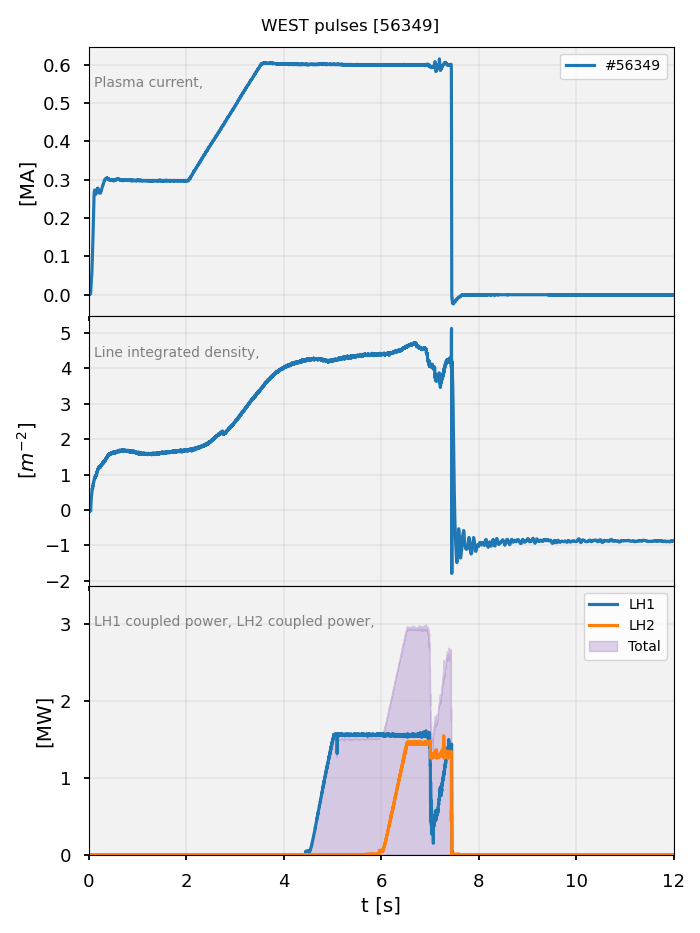 WEST pulses [56349]
0.6
0.5
0.4
0.3
0.2
0.1
0.0
[MA]
Plasma current,
#56349
5
4
3
2
1
0
−1
−2
[m⁻²]
Line integrated density,
3
2
1
0
[MW]
LH1 coupled power, LH2 coupled power,
LH1
LH2
Total
0 2 4 6 8 10 12
t [s]